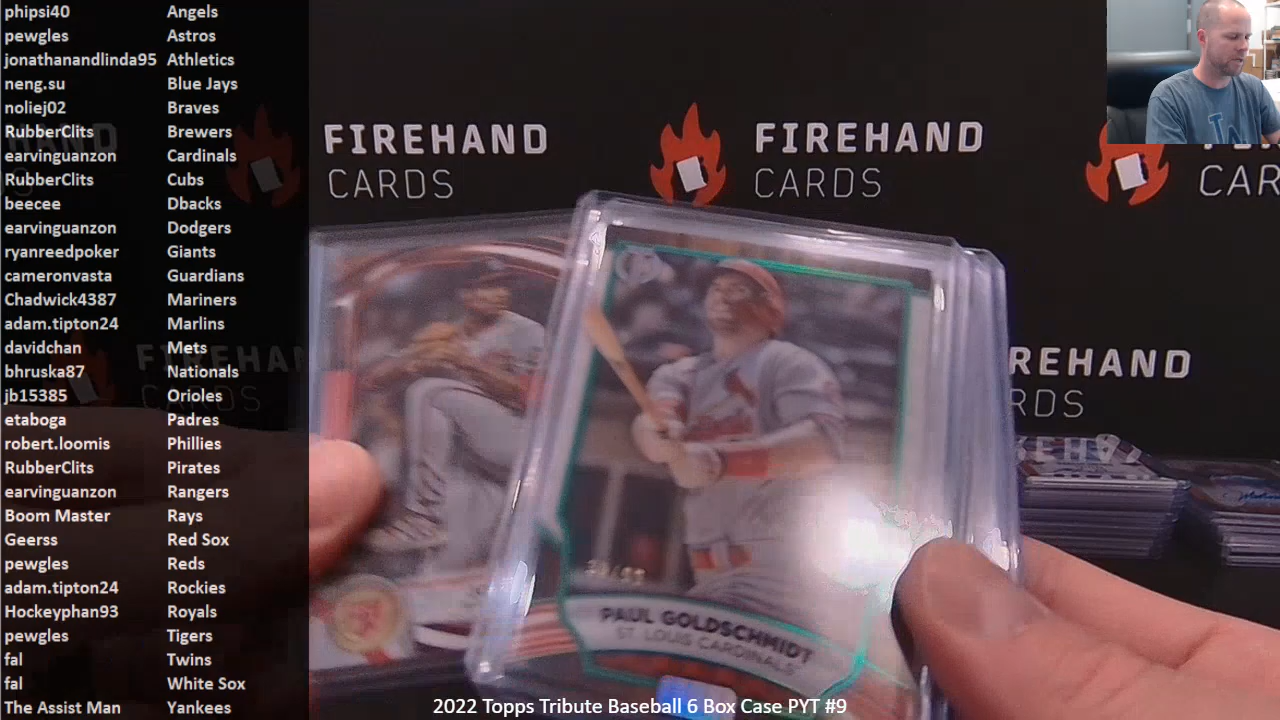 phipsi40 Angels
pewgles Astros
jonathanandlinda95 Athletics
neng.su Blue Jays
noliej02 Braves
RubberClits Brewers
earvinguanzon Cardinals
RubberClits Cubs
beecee Dbacks
earvinguanzon Dodgers
ryanreedpoker Giants
cameronvasta Guardians
Chadwick4387 Mariners
adam.tipton24 Marlins
davidchan Mets
bhruska87 Nationals
jb15385 Orioles
etaboga Padres
robert.loomis Phillies
RubberClits Pirates
earvinguanzon Rangers
Boom Master Rays
Geerss Red Sox
pewgles Reds
adam.tipton24 Rockies
Hockeyphan93 Royals
pewgles Tigers
fal Twins
fal White Sox
The Assist Man Yankees
FIREHAND
CARDS
FIREHAND
CARDS
CAR
FIREHAN
CARDS
REHAND
RDS
PAUL GOLDSCHMIDT
ST. LOUIS CARDINALS
2022 Topps Tribute Baseball 6 Box Case PYT #9